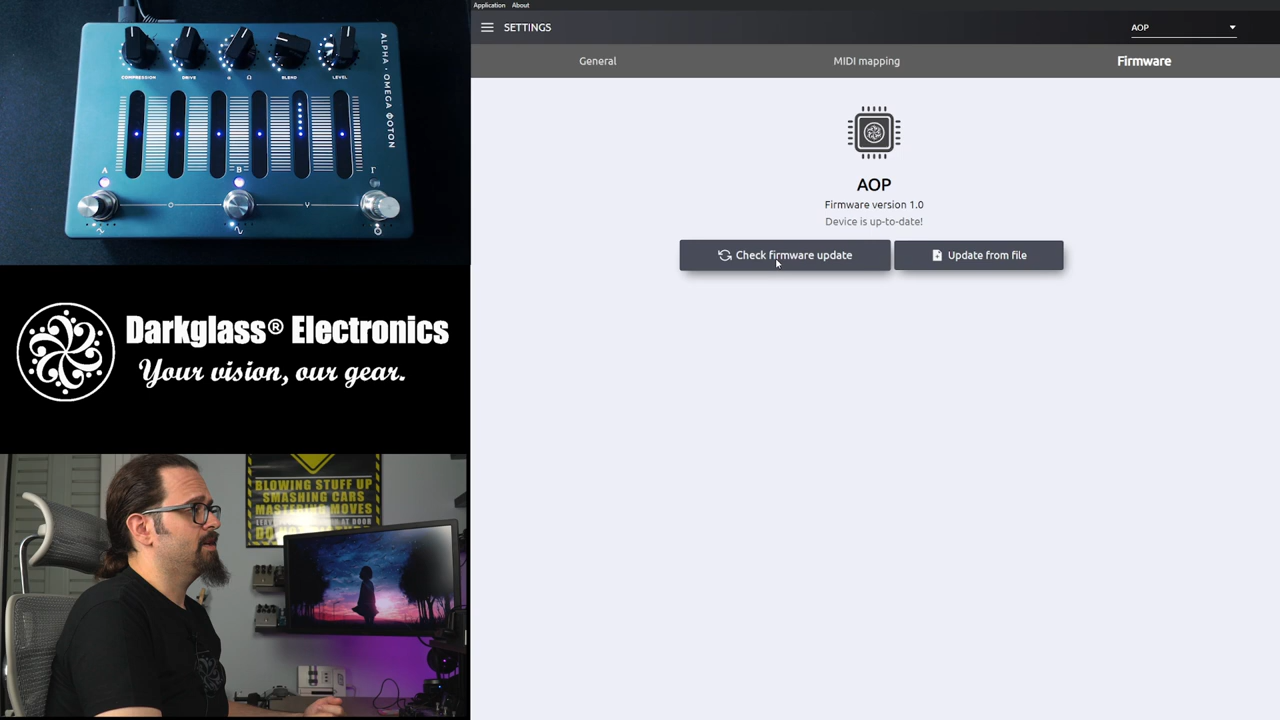 Application About
SETTINGS
AOP
General
MIDI mapping
Firmware
AOP
Firmware version 1.0
Device is up-to-date!
Check firmware update
Update from file
COMPRESSION
DRIVE
α Ω
BLEND
LEVEL
ALPHA · OMEGA ΦOTON
A
B
Γ
Darkglass® Electronics
Your vision, our gear.
BLOWING STUFF UP
SMASHING CARS
MASTERING MOVES